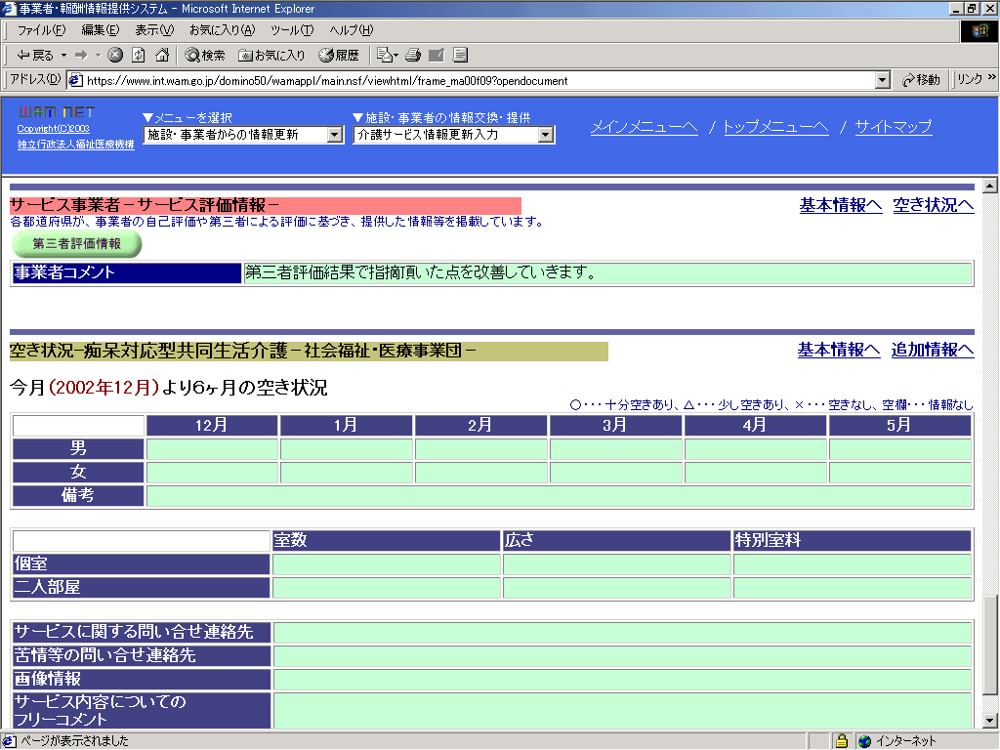 事業者・報酬情報提供システム - Microsoft Internet Explorer
ファイル(F) 編集(E) 表示(V) お気に入り(A) ツール(T) ヘルプ(H)
戻る 検索 お気に入り 履歴
アドレス(D) https://www.int.wam.go.jp/domino50/wamappl/main.nsf/viewhtml/frame_ma00f09?opendocument 移動 リンク »
WAM NET
Copyright(C)2003
独立行政法人福祉医療機構
▼メニューを選択
施設・事業者からの情報更新
▼施設・事業者の情報交換・提供
介護サービス情報更新入力
メインメニューへ / トップメニューへ / サイトマップ
サービス事業者－サービス評価情報－ 基本情報へ 空き状況へ
各都道府県が、事業者の自己評価や第三者による評価に基づき、提供した情報等を掲載しています。
第三者評価情報
事業者コメント 第三者評価結果で指摘頂いた点を改善していきます。
空き状況－痴呆対応型共同生活介護－社会福祉・医療事業団－ 基本情報へ 追加情報へ
今月(2002年12月)より6ヶ月の空き状況
○・・・十分空きあり、△・・・少し空きあり、×・・・空きなし、空欄・・・情報なし
12月 1月 2月 3月 4月 5月
男
女
備考
室数 広さ 特別室料
個室
二人部屋
サービスに関する問い合せ連絡先
苦情等の問い合せ連絡先
画像情報
サービス内容についての
フリーコメント
ページが表示されました インターネット